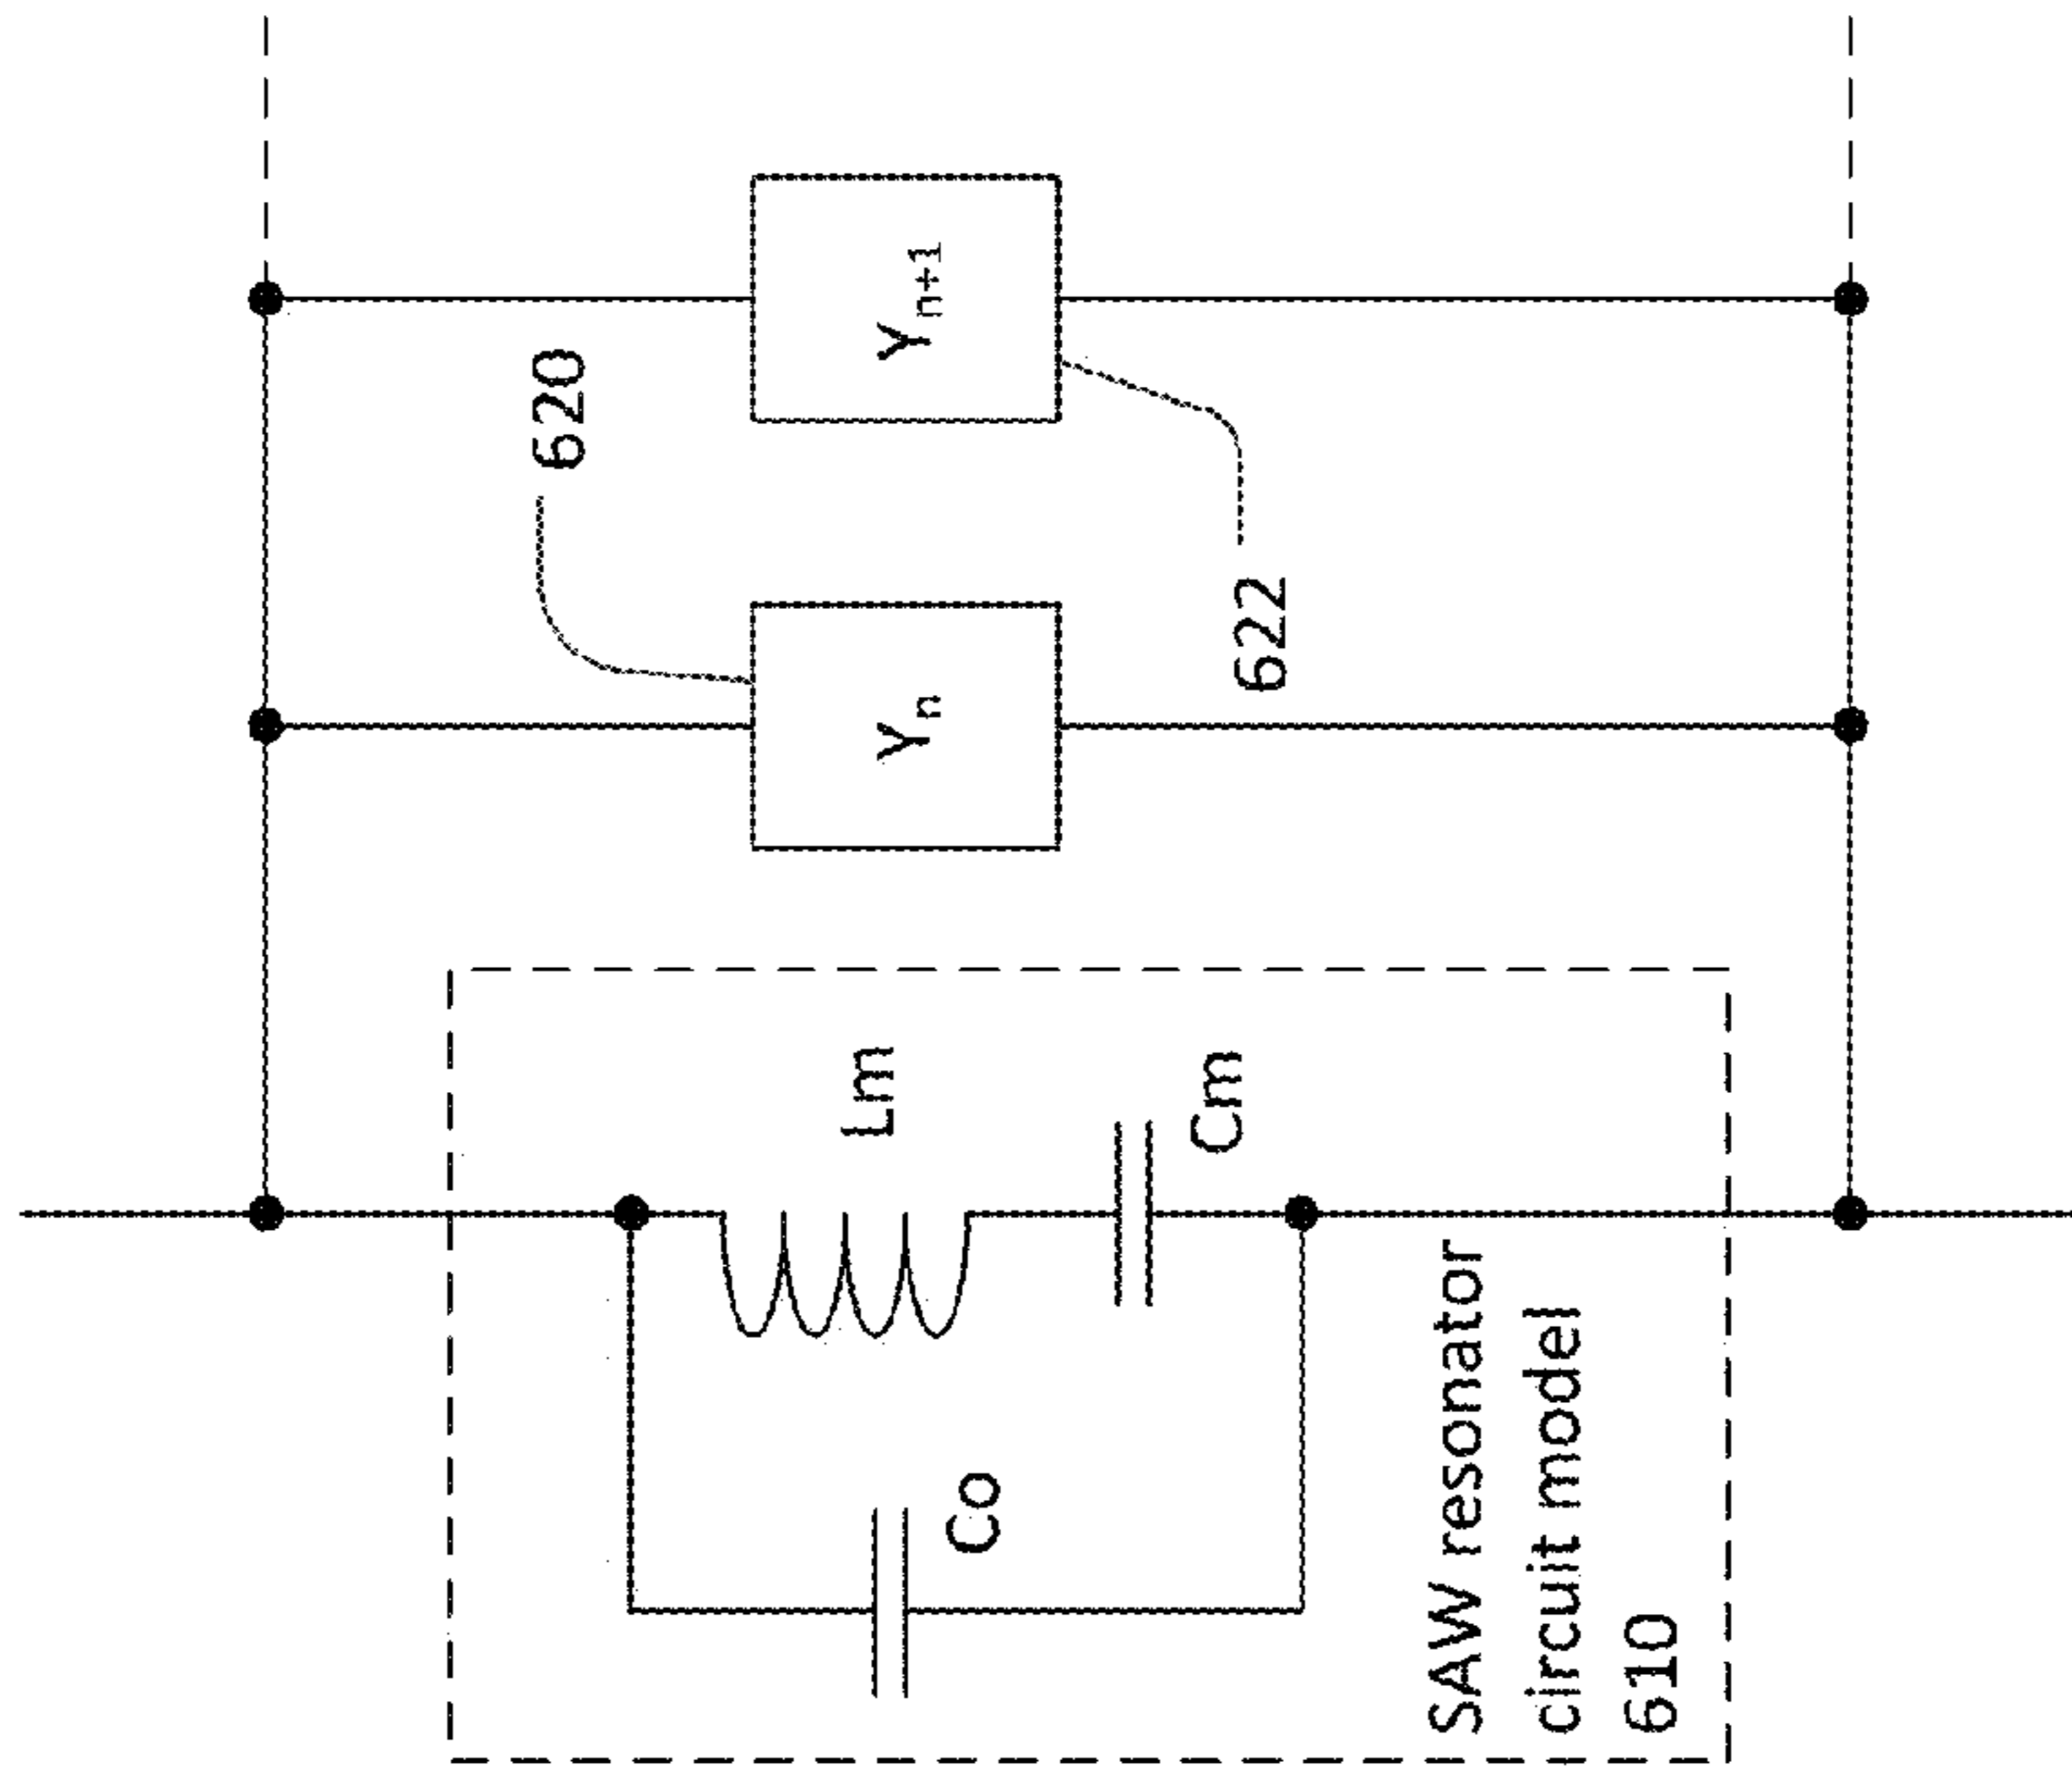 Co
Lm
Cm
SAW resonator
circuit model
610
Yn
620
622
Yn+1